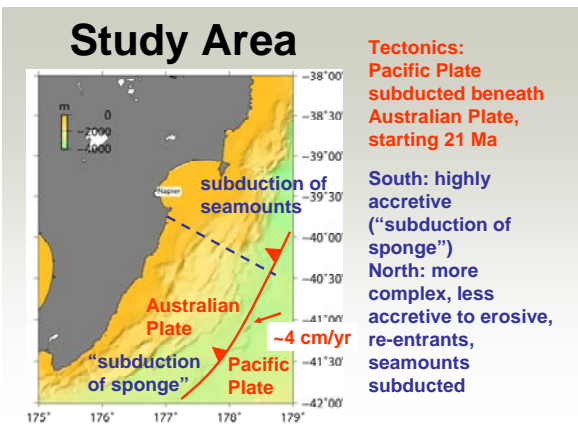 Study Area
m
0
−2000
−4000
Napier
subduction of
seamounts
Australian
Plate
~4 cm/yr
"subduction
of sponge"
Pacific
Plate
−38°00'
−38°30'
−39°00'
−39°30'
−40°00'
−40°30'
−41°00'
−41°30'
−42°00'
175°
176°
177°
178°
179°
Tectonics:
Pacific Plate
subducted beneath
Australian Plate,
starting 21 Ma
South: highly
accretive
("subduction of
sponge")
North: more
complex, less
accretive to erosive,
re-entrants,
seamounts
subducted